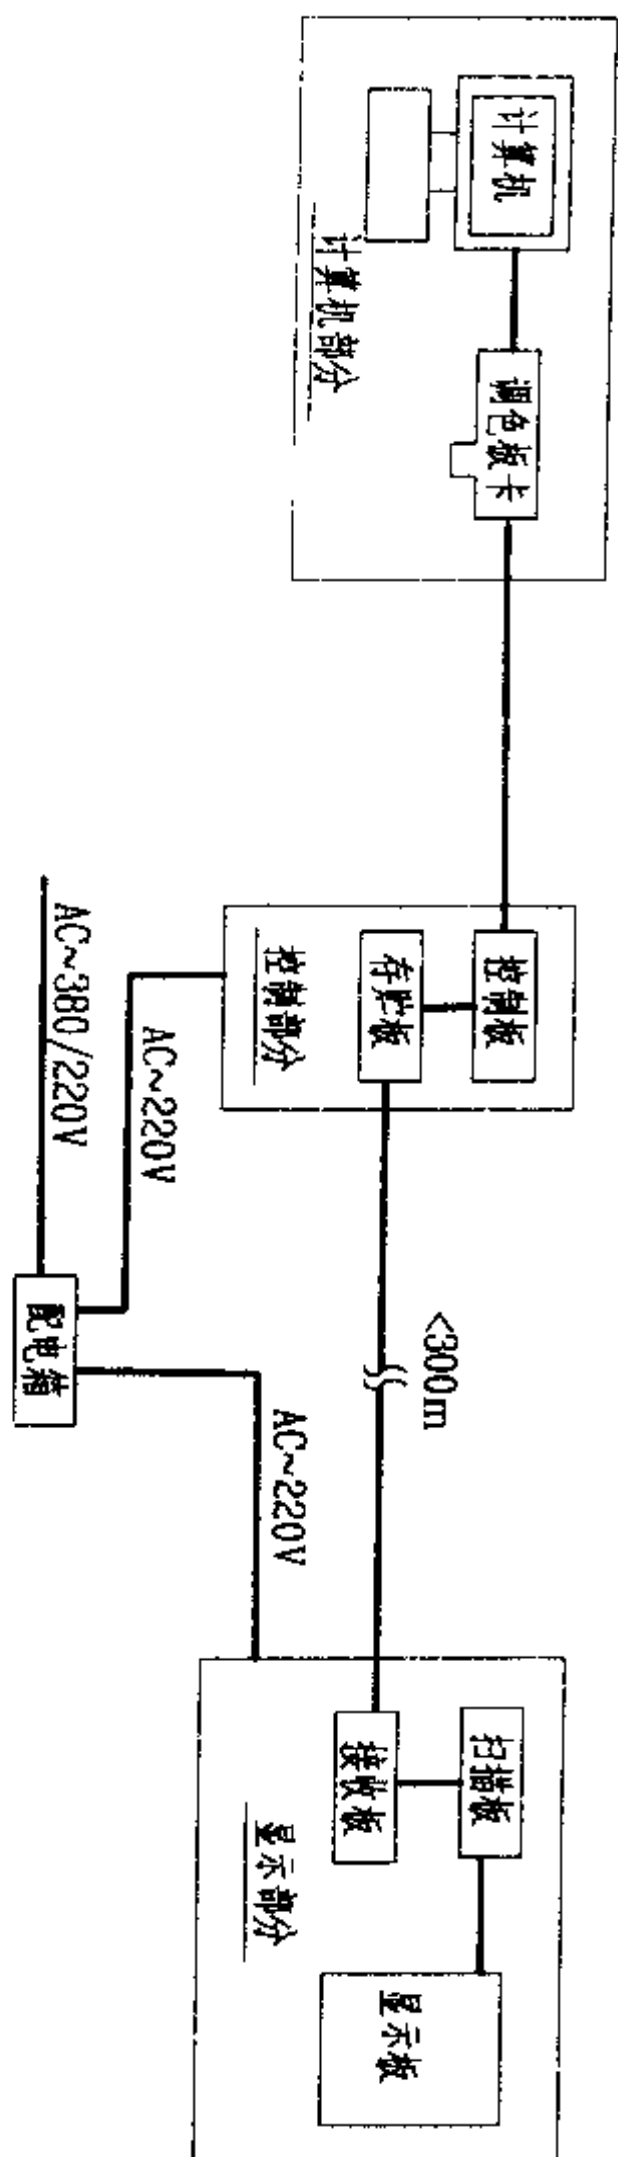 计算机
调色板卡
计算机部分
控制板
存贮板
控制部分
<300m
AC~220V
AC~380/220V
配电箱
AC~220V
扫描板
接收板
显示板
显示部分